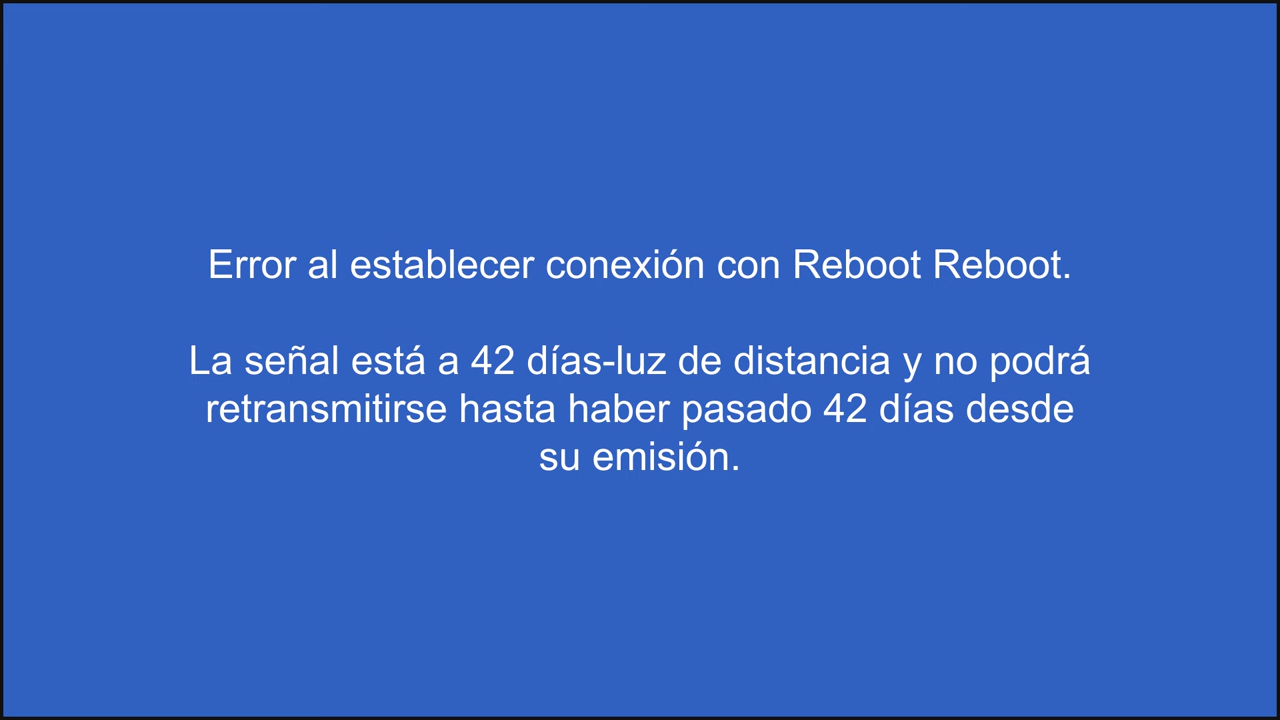 Error al establecer conexión con Reboot Reboot.
La señal está a 42 días-luz de distancia y no podrá
retransmitirse hasta haber pasado 42 días desde
su emisión.